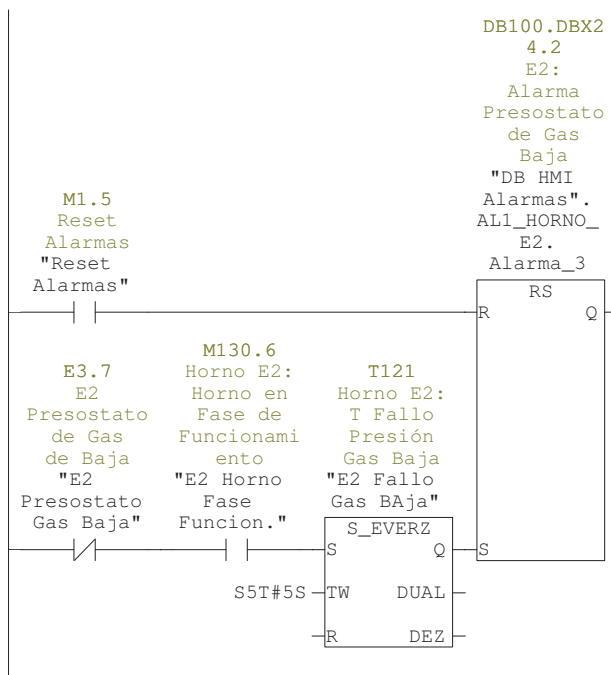 DB100.DBX2
4.2
E2:
Alarma
Presostato
de Gas
Baja
"DB HMI
Alarmas".
AL1_HORNO_
E2.
Alarma_3
M1.5
Reset
Alarmas
"Reset
Alarmas"
RS
R
Q
E3.7
E2
Presostato
de Gas
de Baja
"E2
Presostato
Gas Baja"
M130.6
Horno E2:
Horno en
Fase de
Funcionami
ento
"E2 Horno
Fase
Funcion."
T121
Horno E2:
T Fallo
Presión
Gas Baja
"E2 Fallo
Gas BAja"
S_EVERZ
S
Q
S
S5T#5S
TW
DUAL
R
DEZ